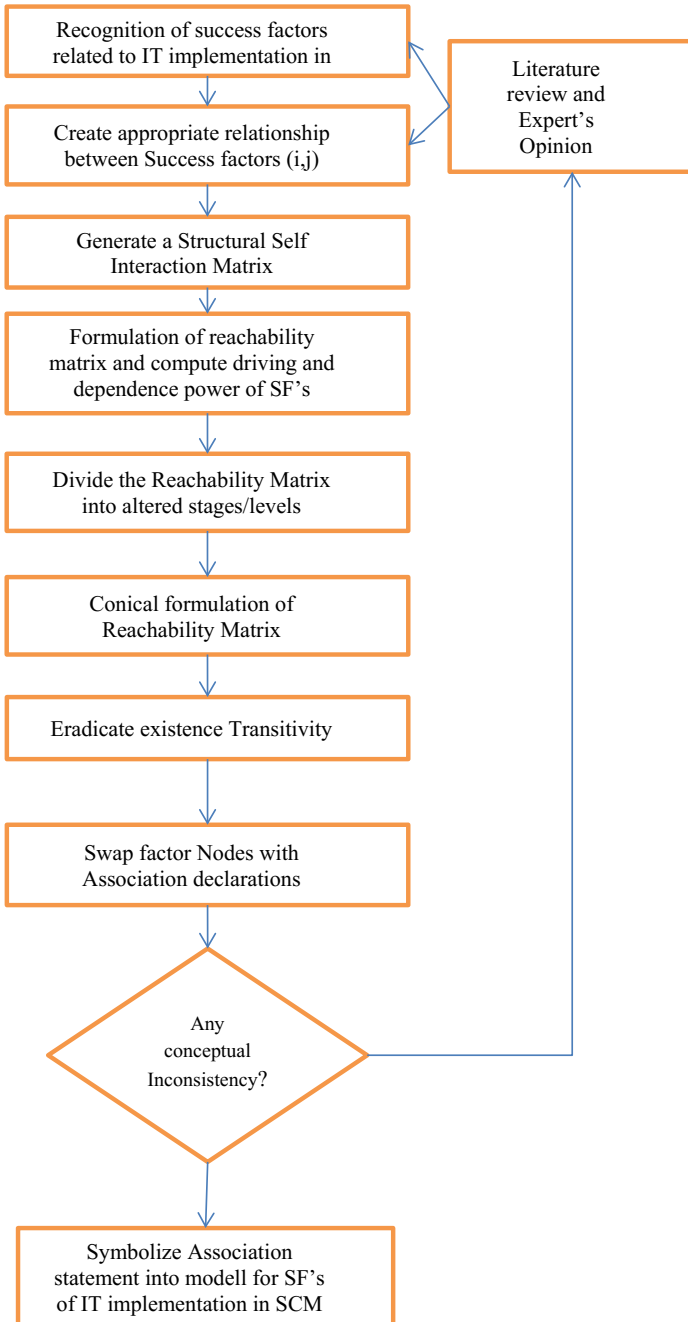 Recognition of success factors
related to IT implementation in
Literature
review and
Expert’s
Opinion
Create appropriate relationship
between Success factors (i,j)
Generate a Structural Self
Interaction Matrix
Formulation of reachability
matrix and compute driving and
dependence power of SF’s
Divide the Reachability Matrix
into altered stages/levels
Conical formulation of
Reachability Matrix
Eradicate existence Transitivity
Swap factor Nodes with
Association declarations
Any
conceptual
Inconsistency?
Symbolize Association
statement into modell for SF’s
of IT implementation in SCM